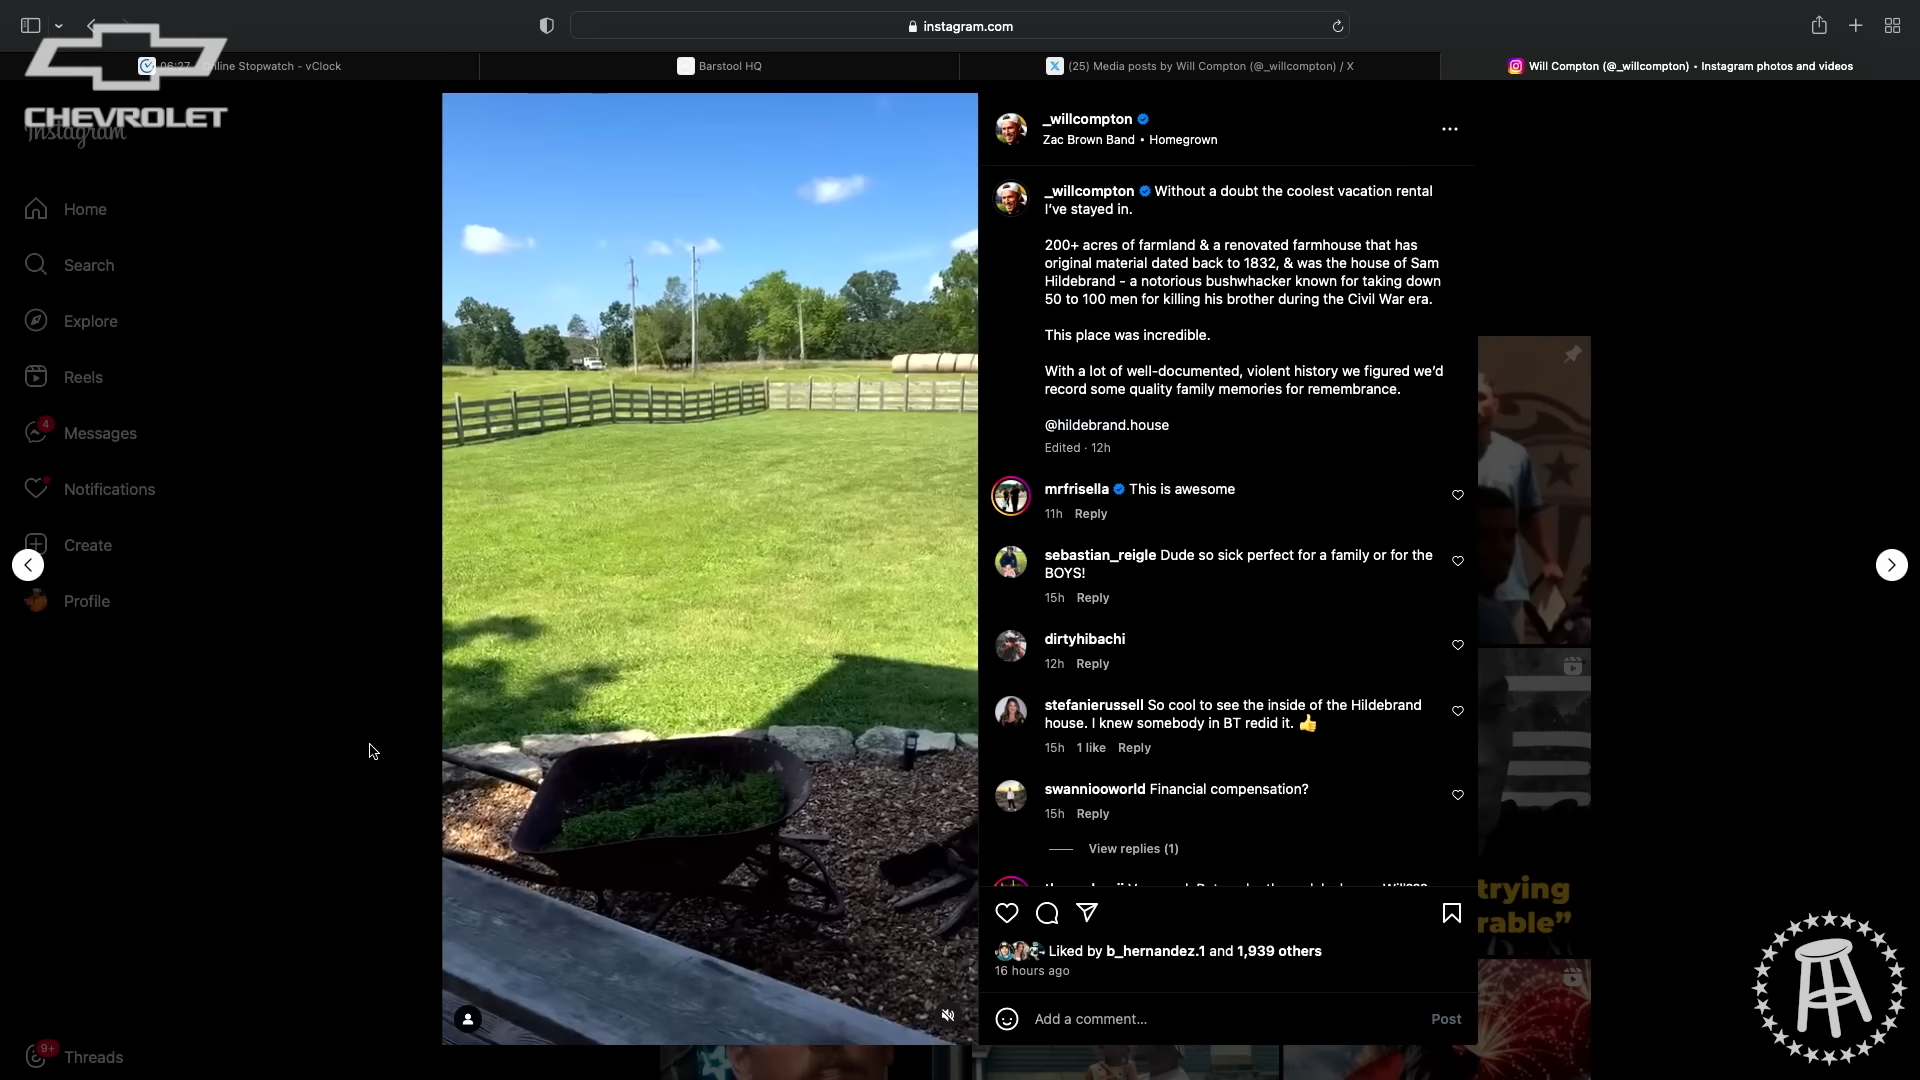 instagram.com
06:27
nline Stopwatch - vClock
Barstool HQ
(25) Media posts by Will Compton (@_willcompton) / X
Will Compton (@_willcompton) • Instagram photos and videos
CHEVROLET
Instagram
Home
Search
Explore
Reels
4
Messages
Notifications
Create
Profile
9+
Threads
_willcompton
Zac Brown Band • Homegrown
_willcompton Without a doubt the coolest vacation rental
I’ve stayed in.
200+ acres of farmland & a renovated farmhouse that has
original material dated back to 1832, & was the house of Sam
Hildebrand - a notorious bushwhacker known for taking down
50 to 100 men for killing his brother during the Civil War era.
This place was incredible.
With a lot of well-documented, violent history we figured we’d
record some quality family memories for remembrance.
@hildebrand.house
Edited · 12h
mrfrisella This is awesome
11h Reply
sebastian_reigle Dude so sick perfect for a family or for the
BOYS!
15h Reply
dirtyhibachi
12h Reply
stefanierussell So cool to see the inside of the Hildebrand
house. I knew somebody in BT redid it. 👍
15h 1 like Reply
swanniooworld Financial compensation?
15h Reply
View replies (1)
Liked by b_hernandez.1 and 1,939 others
16 hours ago
Add a comment...
Post
trying
rable”